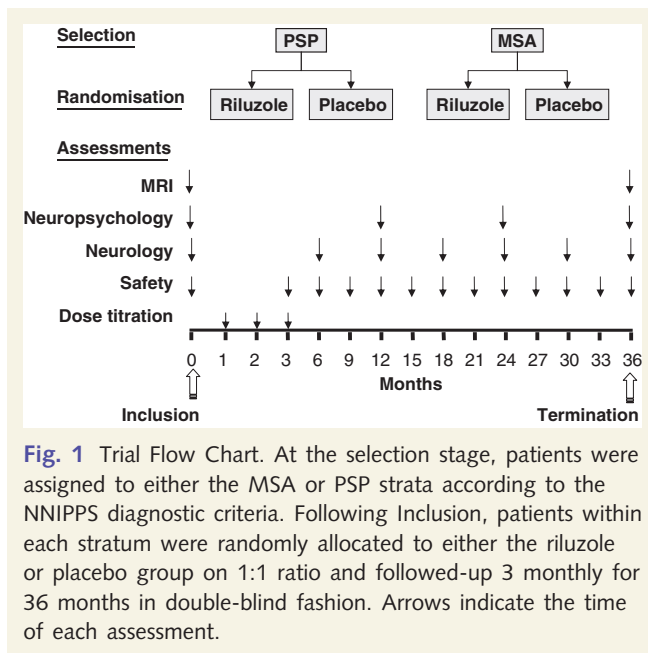 Selection
PSP
MSA
Randomisation
Riluzole
Placebo
Riluzole
Placebo
Assessments
MRI
Neuropsychology
Neurology
Safety
Dose titration
0 1 2 3 6 9 12 15 18 21 24 27 30 33 36
Months
Inclusion
Termination
Fig. 1 Trial Flow Chart. At the selection stage, patients were
assigned to either the MSA or PSP strata according to the
NNIPPS diagnostic criteria. Following Inclusion, patients within
each stratum were randomly allocated to either the riluzole
or placebo group on 1:1 ratio and followed-up 3 monthly for
36 months in double-blind fashion. Arrows indicate the time
of each assessment.